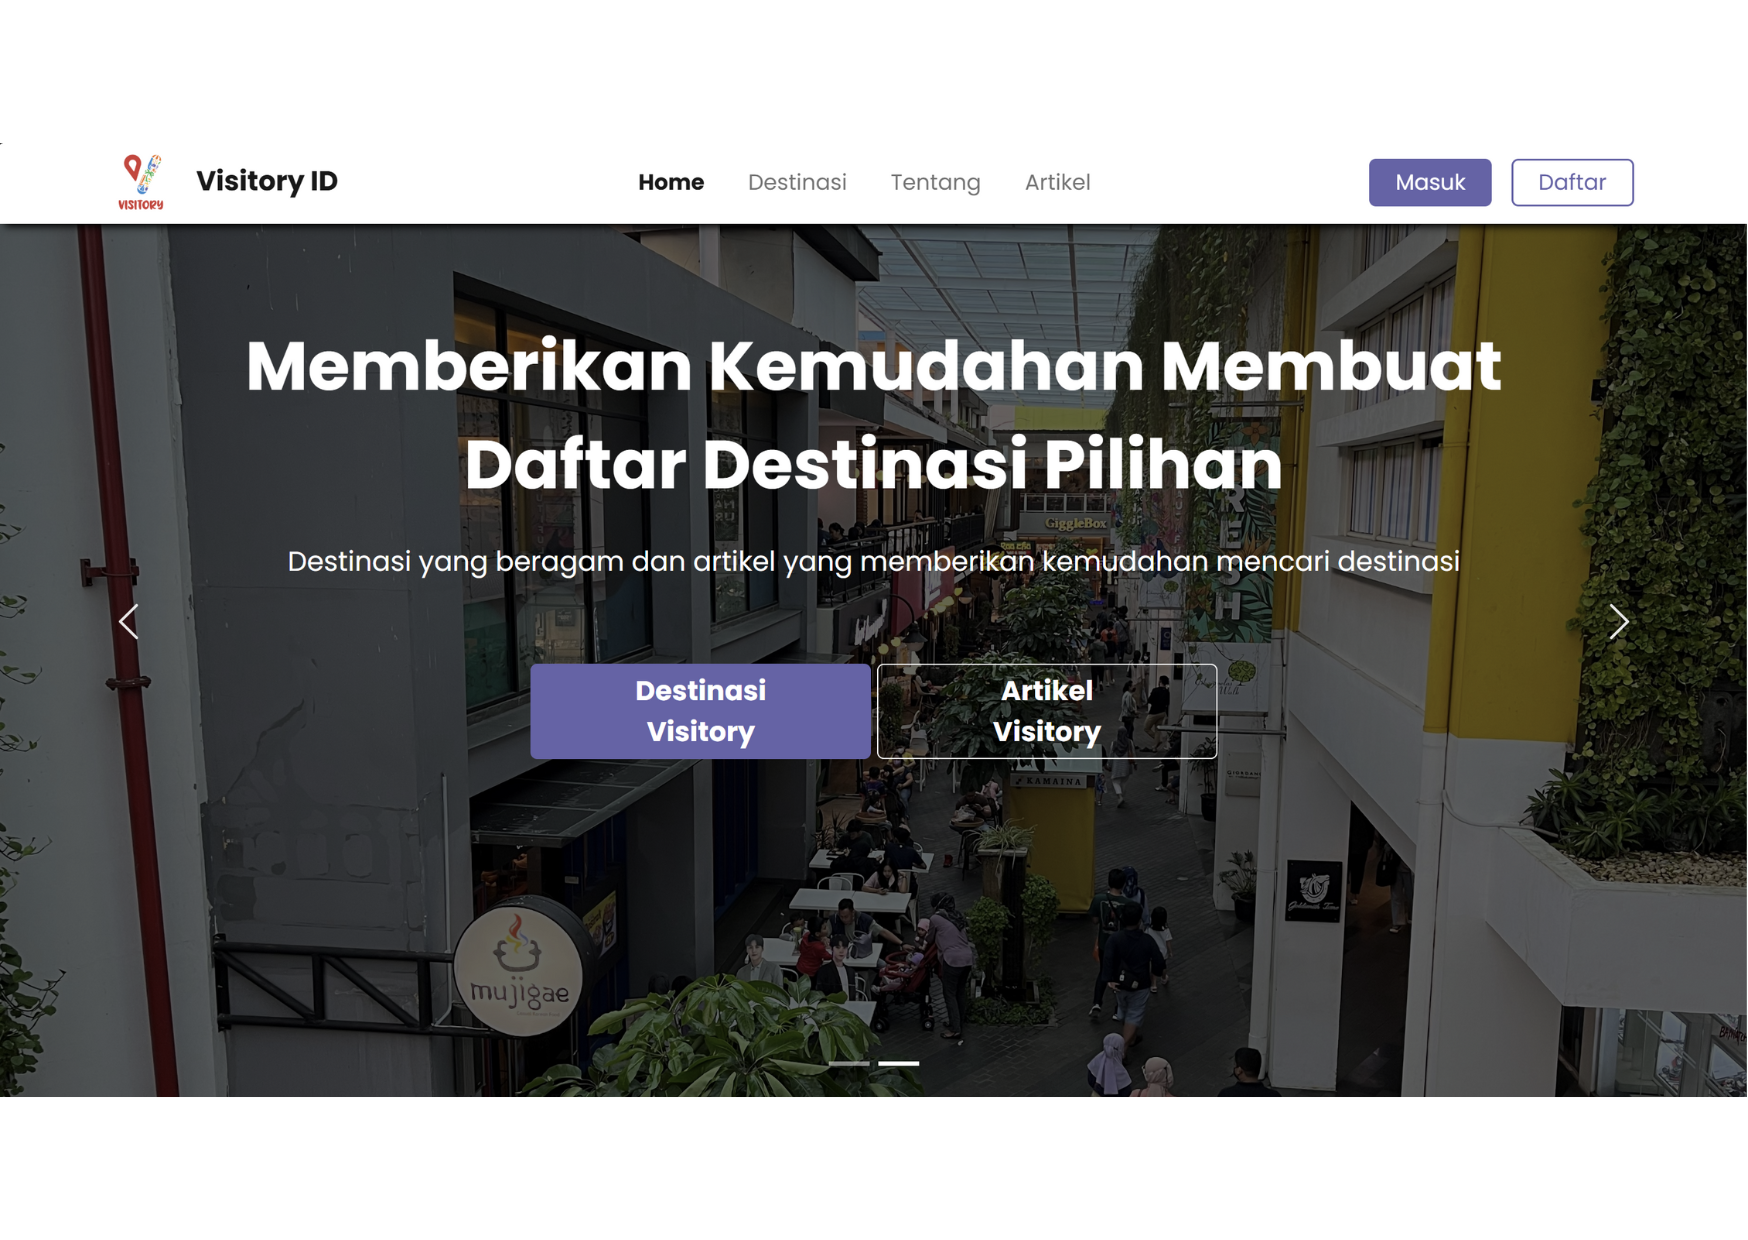 VISITORY
Visitory ID
Home
Destinasi
Tentang
Artikel
Masuk
Daftar
Memberikan Kemudahan Membuat
Daftar Destinasi Pilihan
GiggleBox
Destinasi yang beragam dan artikel yang memberikan kemudahan mencari destinasi
RESH
Destinasi
Visitory
Artikel
Visitory
KAMAINA
mujigae